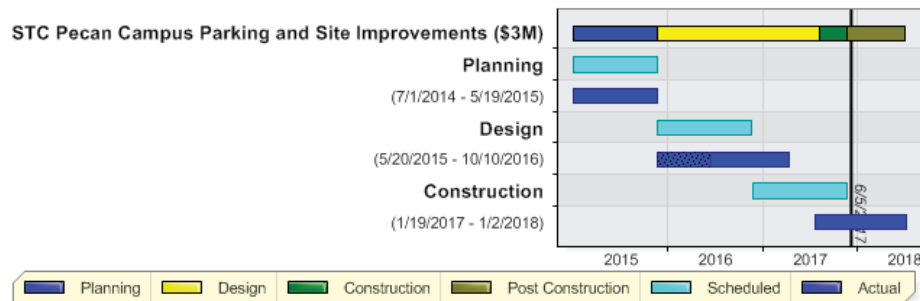 STC Pecan Campus Parking and Site Improvements ($3M)
Planning
(7/1/2014 - 5/19/2015)
Design
(5/20/2015 - 10/10/2016)
Construction
(1/19/2017 - 1/2/2018)
6/5/2017
2015 2016 2017 2018
Planning Design Construction Post Construction Scheduled Actual